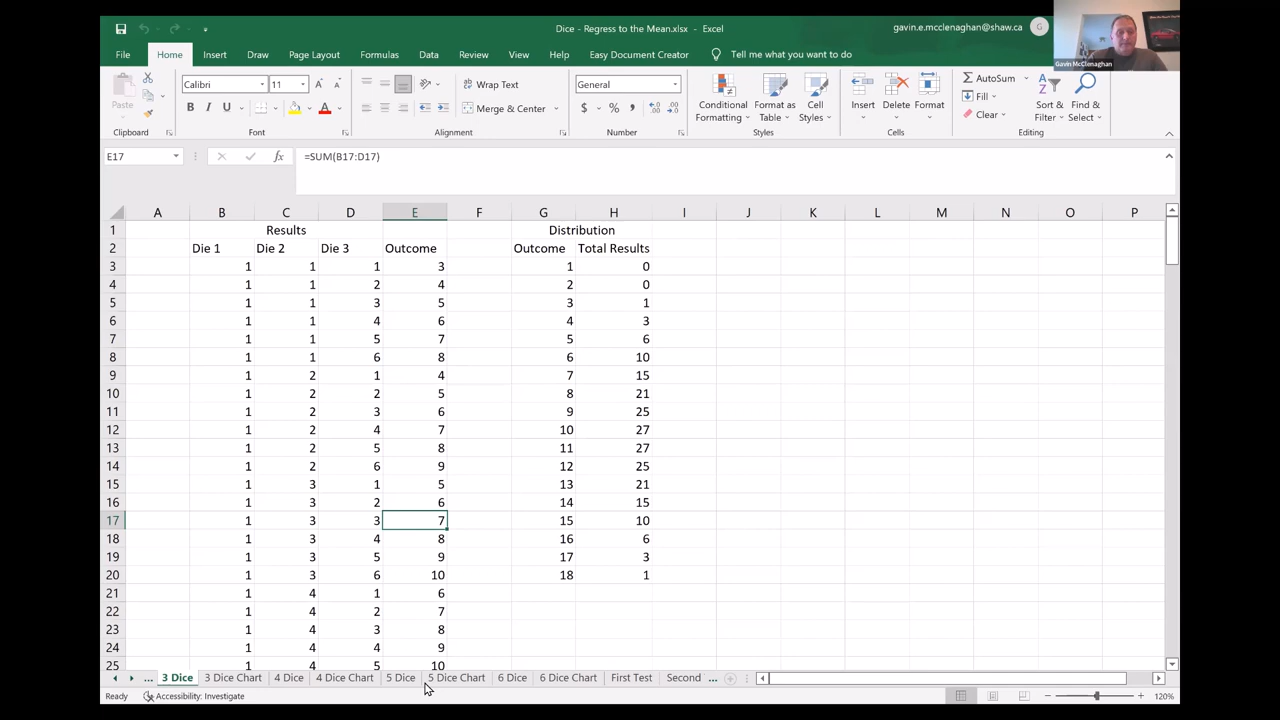 Dice - Regress to the Mean.xlsx - Excel
gavin.e.mcclenaghan@shaw.ca
G
Gavin McClenaghan
File Home Insert Draw Page Layout Formulas Data Review View Help Easy Document Creator Tell me what you want to do
Paste
Calibri 11
B I U
Wrap Text
Merge & Center
General
$ % ,
Conditional Formatting
Format as Table
Cell Styles
Insert Delete Format
AutoSum
Fill
Clear
Sort & Filter
Find & Select
Clipboard Font Alignment Number Styles Cells Editing
E17 fx =SUM(B17:D17)
A B C D E F G H I J K L M N O P
1 Results Distribution
2 Die 1 Die 2 Die 3 Outcome Outcome Total Results
3 1 1 1 3 1 0
4 1 1 2 4 2 0
5 1 1 3 5 3 1
6 1 1 4 6 4 3
7 1 1 5 7 5 6
8 1 1 6 8 6 10
9 1 2 1 4 7 15
10 1 2 2 5 8 21
11 1 2 3 6 9 25
12 1 2 4 7 10 27
13 1 2 5 8 11 27
14 1 2 6 9 12 25
15 1 3 1 5 13 21
16 1 3 2 6 14 15
17 1 3 3 7 15 10
18 1 3 4 8 16 6
19 1 3 5 9 17 3
20 1 3 6 10 18 1
21 1 4 1 6
22 1 4 2 7
23 1 4 3 8
24 1 4 4 9
25 1 4 5 10
... 3 Dice 3 Dice Chart 4 Dice 4 Dice Chart 5 Dice 5 Dice Ch 6 Dice 6 Dice Chart First Test Second ...
Ready Accessibility: Investigate 120%